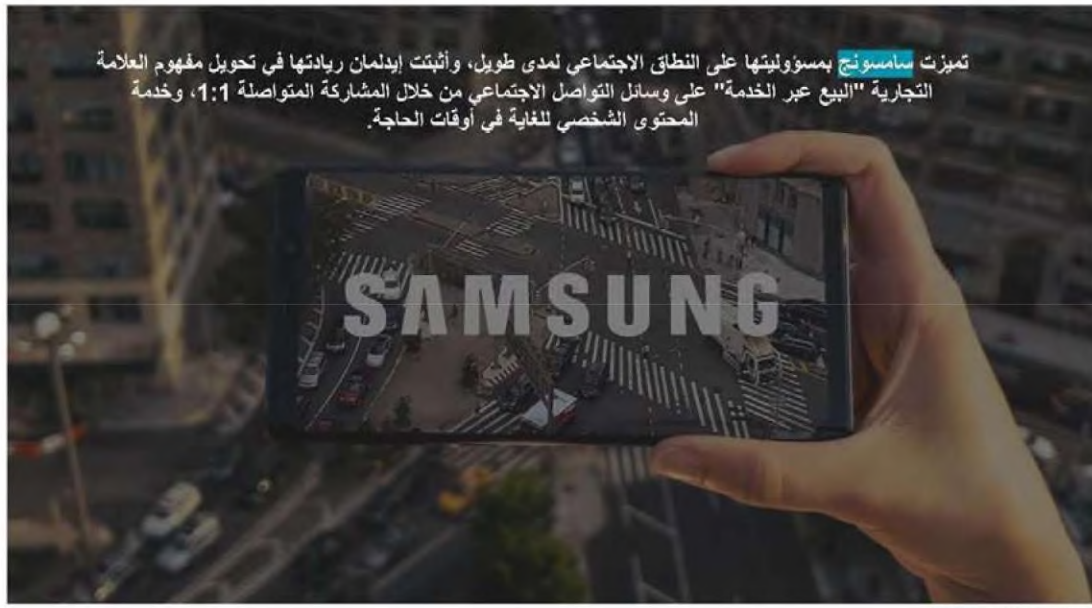 تميزت سامسونج بمسؤوليتها على النطاق الاجتماعي لمدى طويل، وأثبتت إيدلمان ريادتها في تحويل مفهوم العلامة
التجارية "البيع عبر الخدمة" على وسائل التواصل الاجتماعي من خلال المشاركة المتواصلة 1:1، وخدمة
المحتوى الشخصي للغاية في أوقات الحاجة.
SAMSUNG